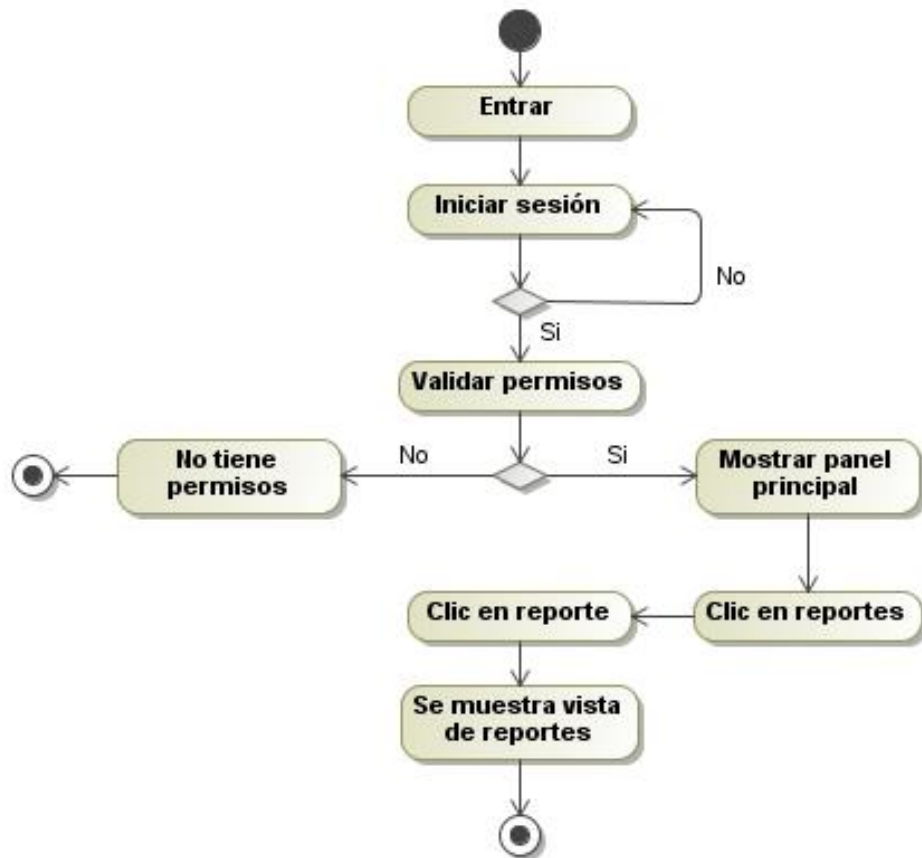 Entrar
Iniciar sesión
No
Si
Validar permisos
No tiene
permisos
No
Si
Mostrar panel
principal
Clic en reporte
Clic en reportes
Se muestra vista
de reportes